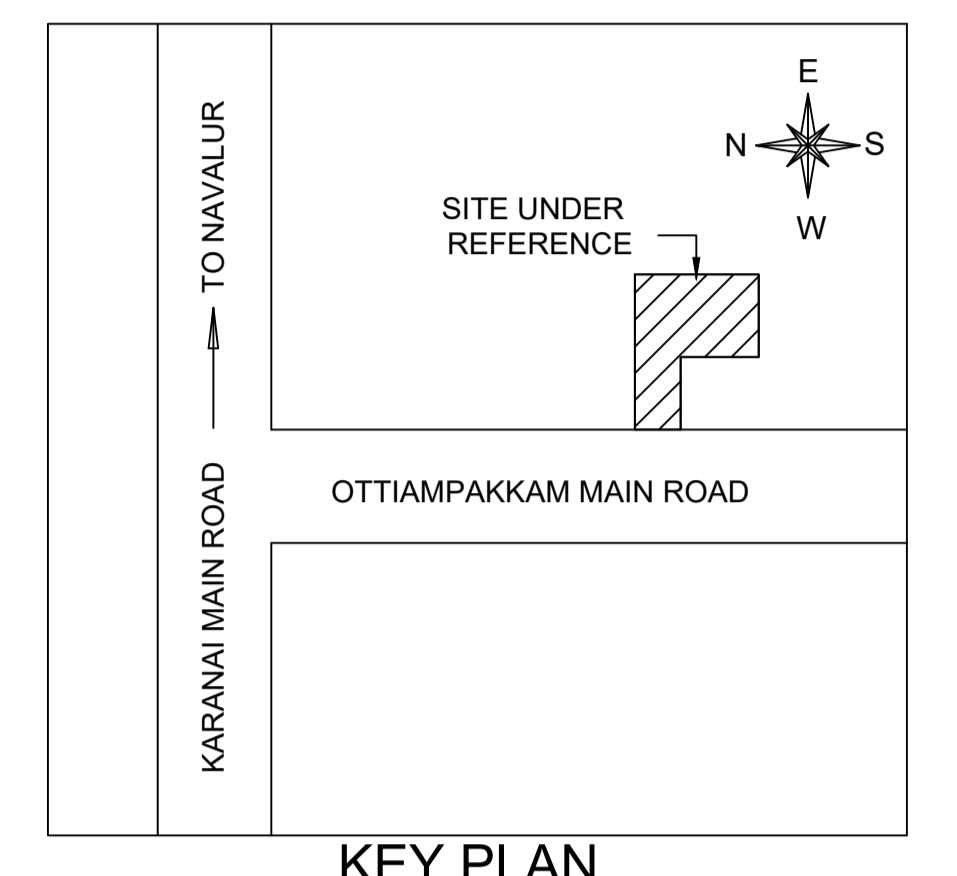 E
N
S
W
SITE UNDER
REFERENCE
TO NAVALUR
KARANAI MAIN ROAD
OTTIAMPAKKAM MAIN ROAD
KEY PLAN